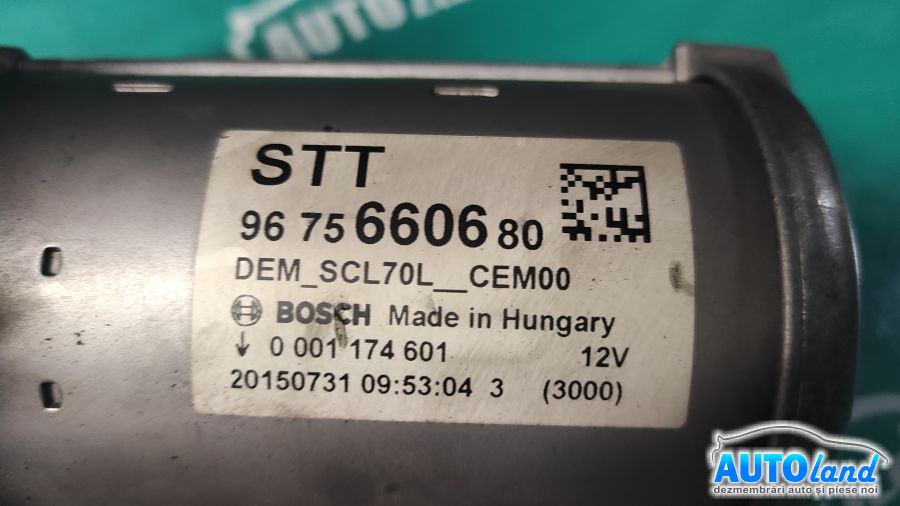 AUTO
STT
96 75 6606 80
DEM_SCL70L__CEM00
BOSCH Made in Hungary
↓ 0 001 174 601 12V
20150731 09:53:04 3 (3000)
AUTOland
dezmembrări auto și piese noi